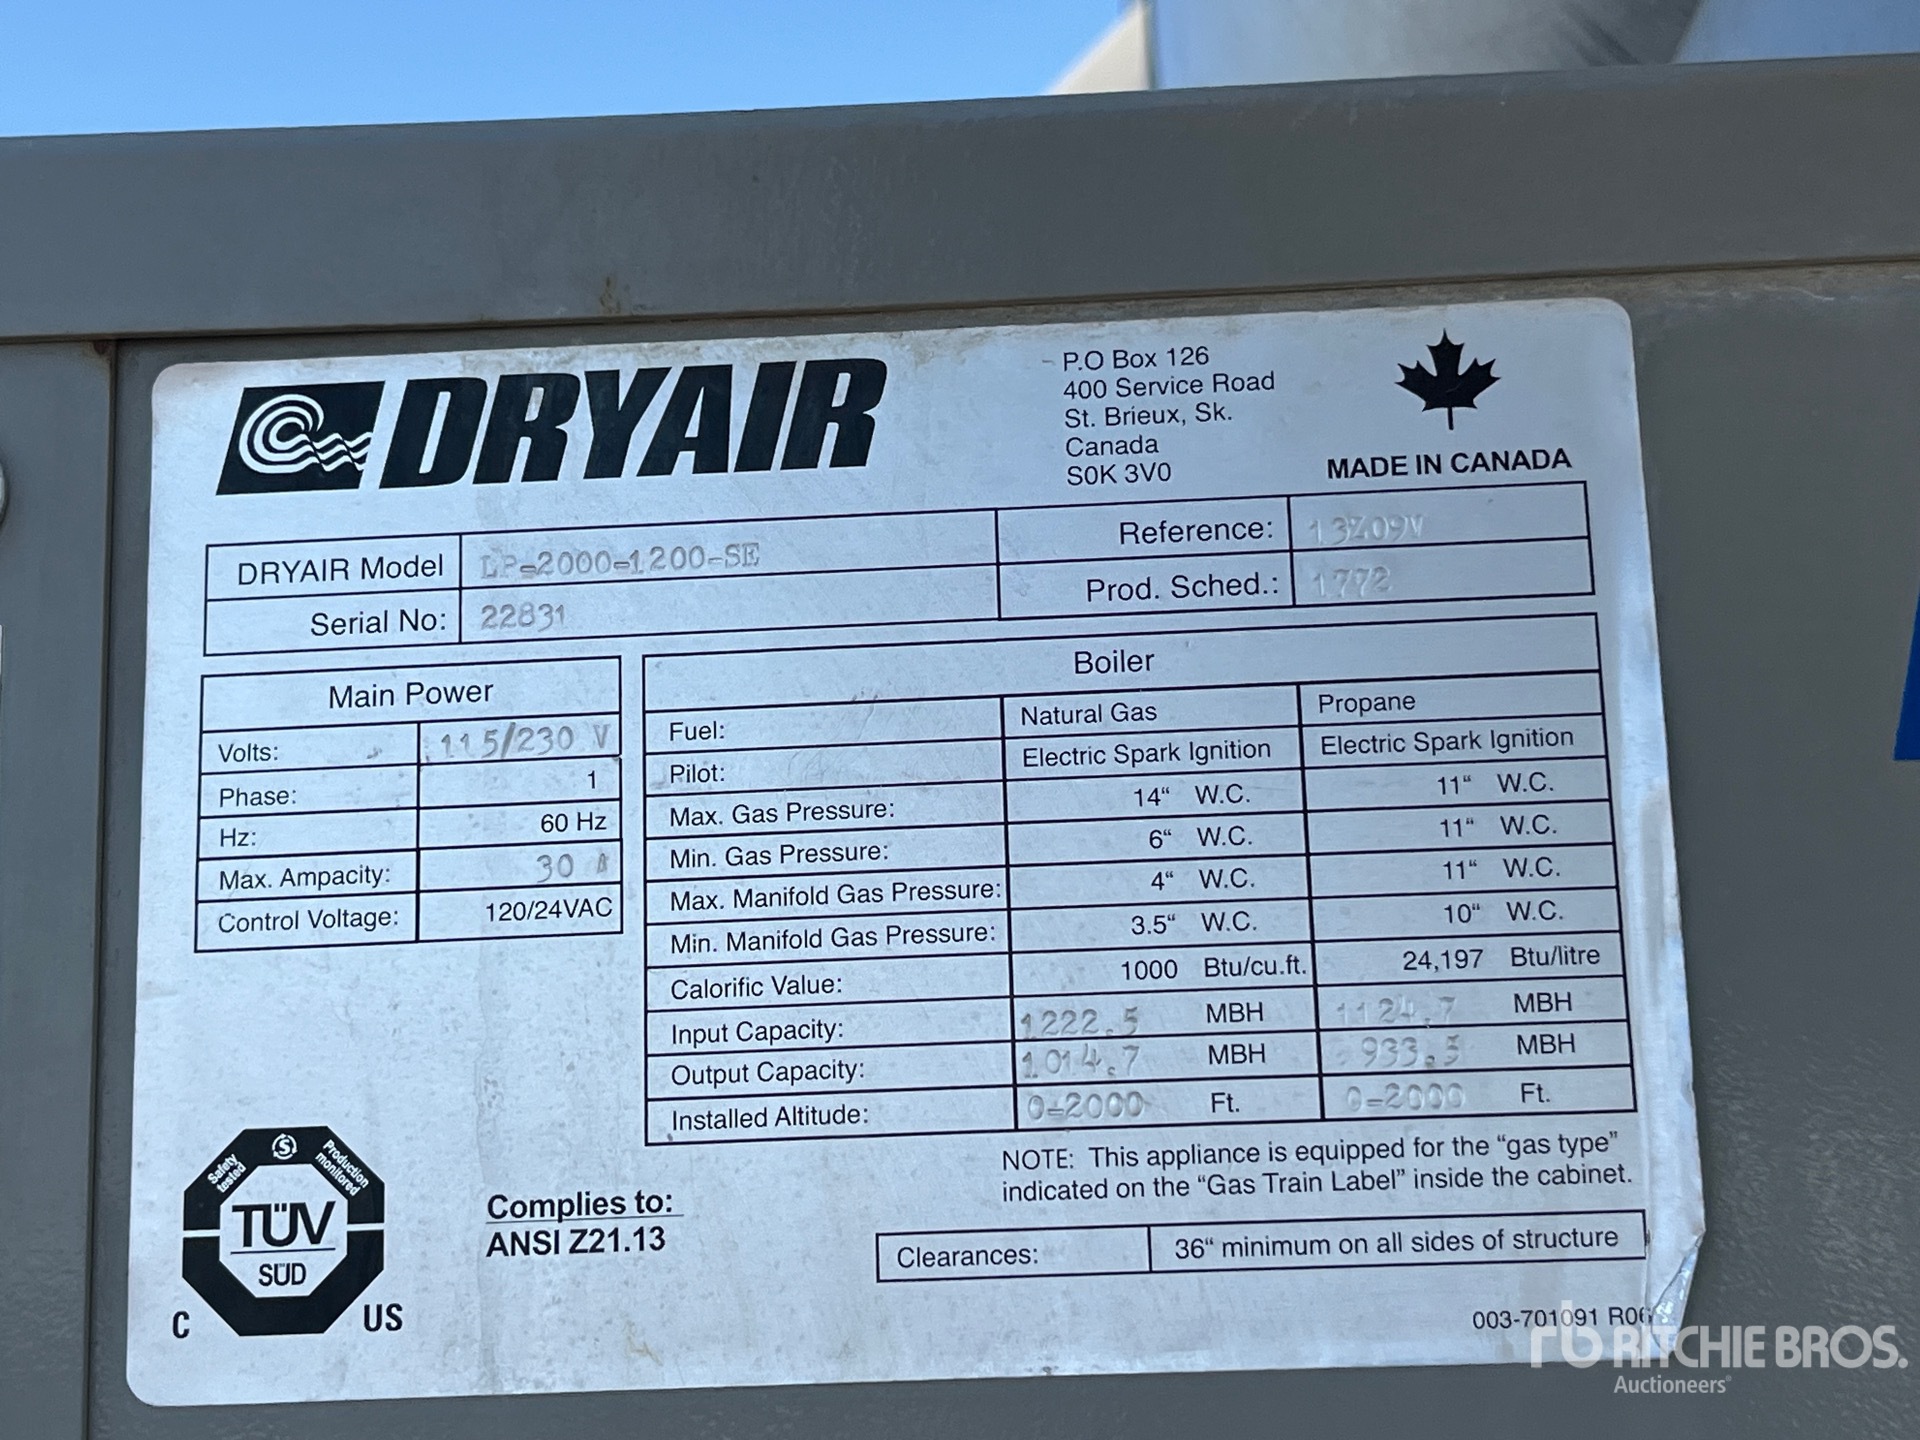 DRYAIR
P.O Box 126
400 Service Road
St. Brieux, Sk.
Canada
S0K 3V0
MADE IN CANADA
DRYAIR Model LP-2000-1200-SE
Reference: 13Z09V
Serial No: 22831
Prod. Sched.: 1772
Main Power
Volts: 115/230 V
Phase: 1
Hz: 60 Hz
Max. Ampacity: 30 A
Control Voltage: 120/24VAC
Boiler
Fuel: Natural Gas Propane
Pilot: Electric Spark Ignition Electric Spark Ignition
Max. Gas Pressure: 14“ W.C. 11“ W.C.
Min. Gas Pressure: 6“ W.C. 11“ W.C.
Max. Manifold Gas Pressure: 4“ W.C. 11“ W.C.
Min. Manifold Gas Pressure: 3.5“ W.C. 10“ W.C.
Calorific Value: 1000 Btu/cu.ft. 24,197 Btu/litre
Input Capacity: 1222.5 MBH 1124.7 MBH
Output Capacity: 1014.7 MBH 933.5 MBH
Installed Altitude: 0-2000 Ft. 0-2000 Ft.
NOTE: This appliance is equipped for the “gas type”
indicated on the “Gas Train Label” inside the cabinet.
Clearances: 36“ minimum on all sides of structure
Safety tested
S
Production monitored
TÜV
SÜD
C US
Complies to:
ANSI Z21.13
003-701091 R06
rb RITCHIE BROS.
Auctioneers